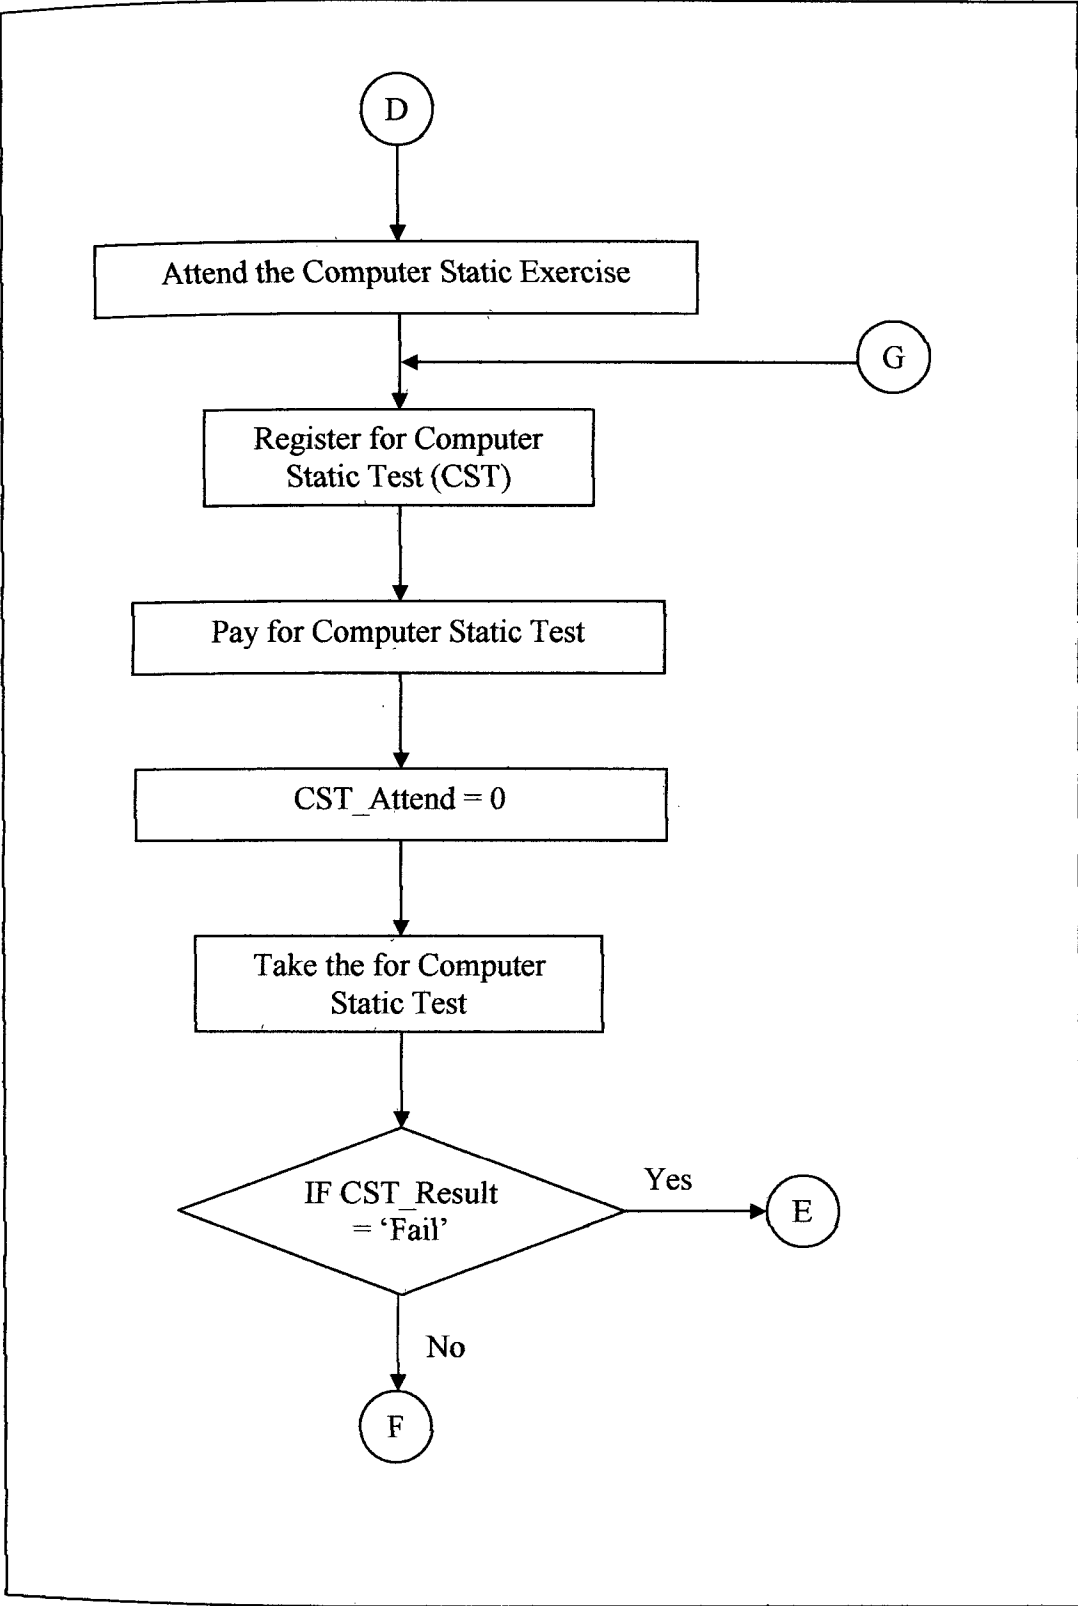 D
Attend the Computer Static Exercise
G
Register for Computer
Static Test (CST)
Pay for Computer Static Test
CST_Attend = 0
Take the for Computer
Static Test
IF CST_Result
= ‘Fail’
Yes
E
No
F